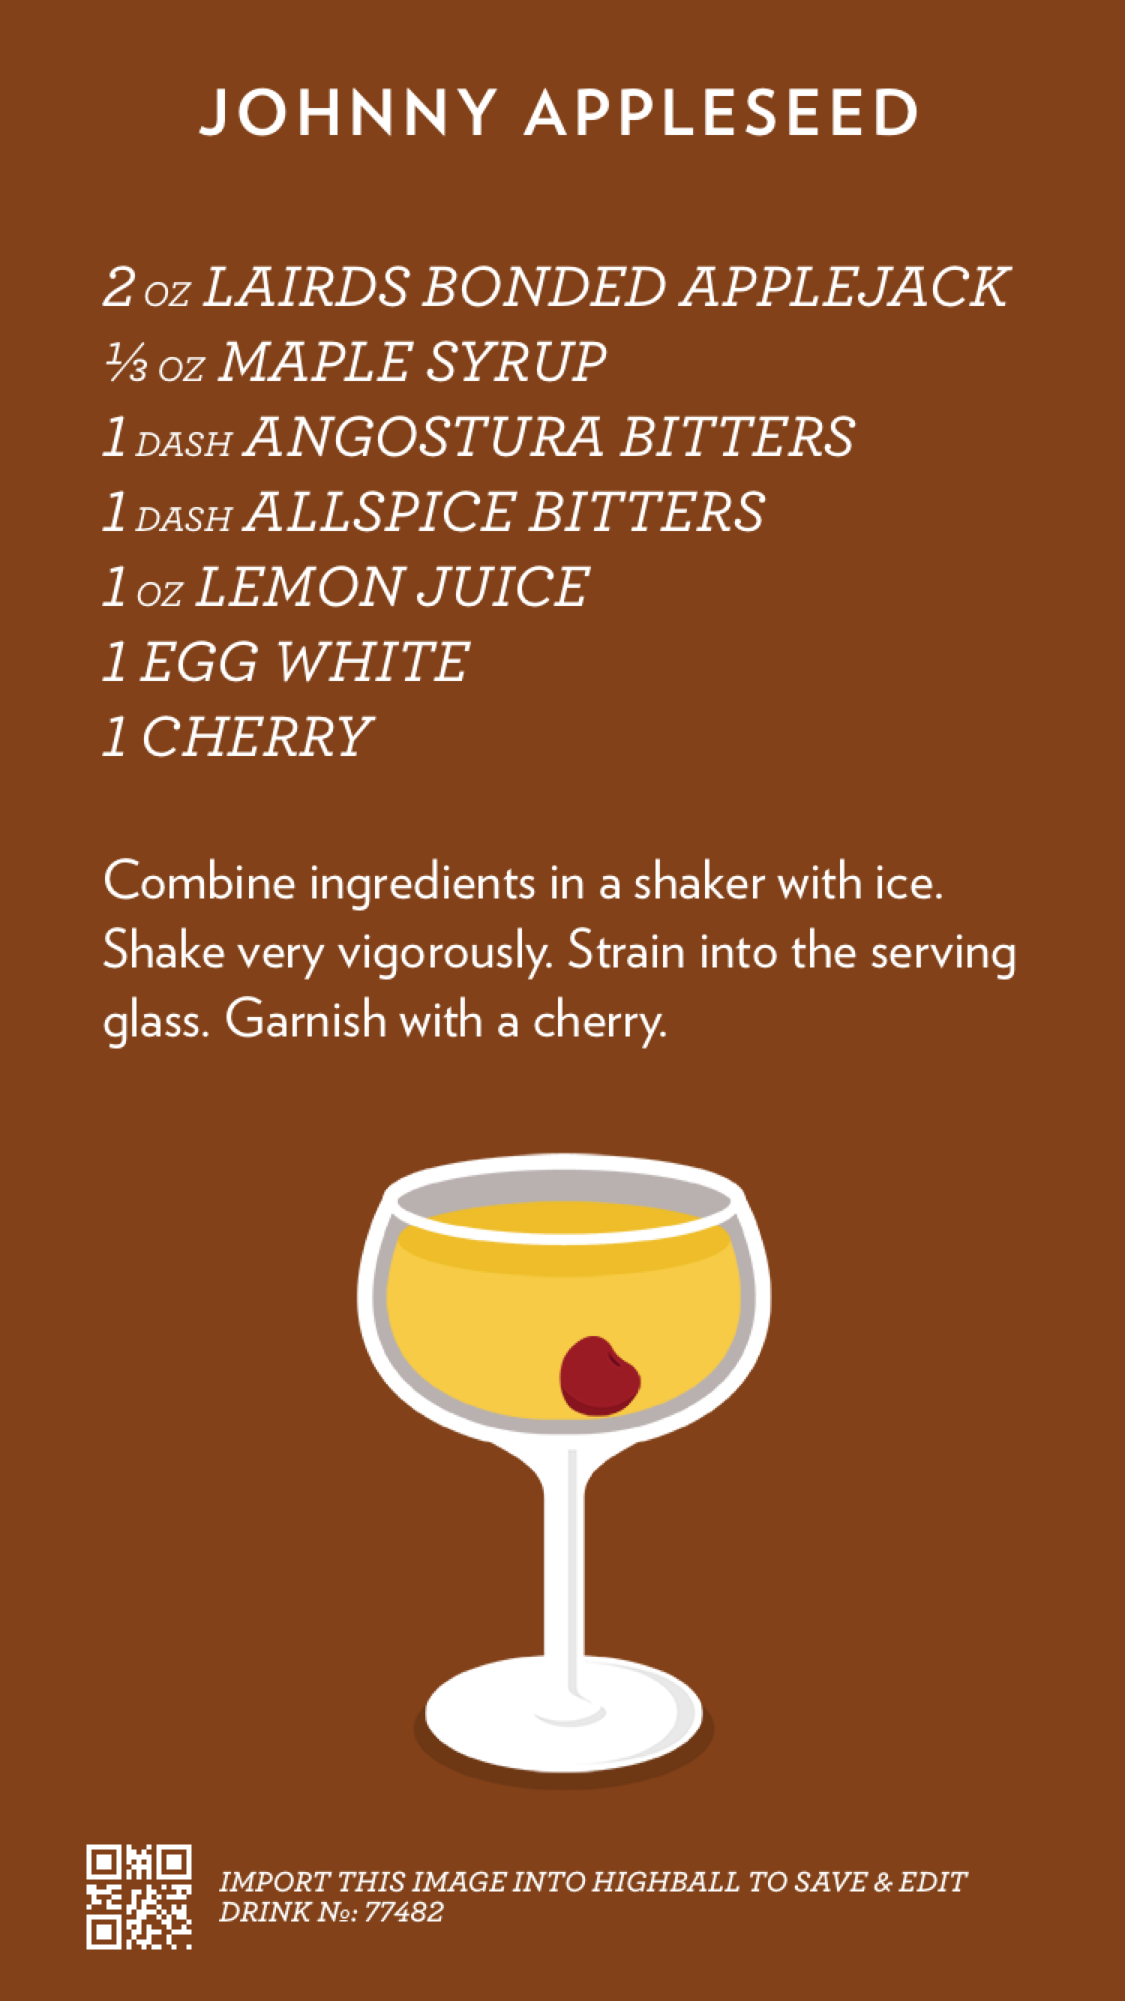 JOHNNY APPLESEED
2 OZ LAIRDS BONDED APPLEJACK
⅓ OZ MAPLE SYRUP
1 DASH ANGOSTURA BITTERS
1 DASH ALLSPICE BITTERS
1 OZ LEMON JUICE
1 EGG WHITE
1 CHERRY
Combine ingredients in a shaker with ice.
Shake very vigorously. Strain into the serving
glass. Garnish with a cherry.
IMPORT THIS IMAGE INTO HIGHBALL TO SAVE & EDIT
DRINK №: 77482